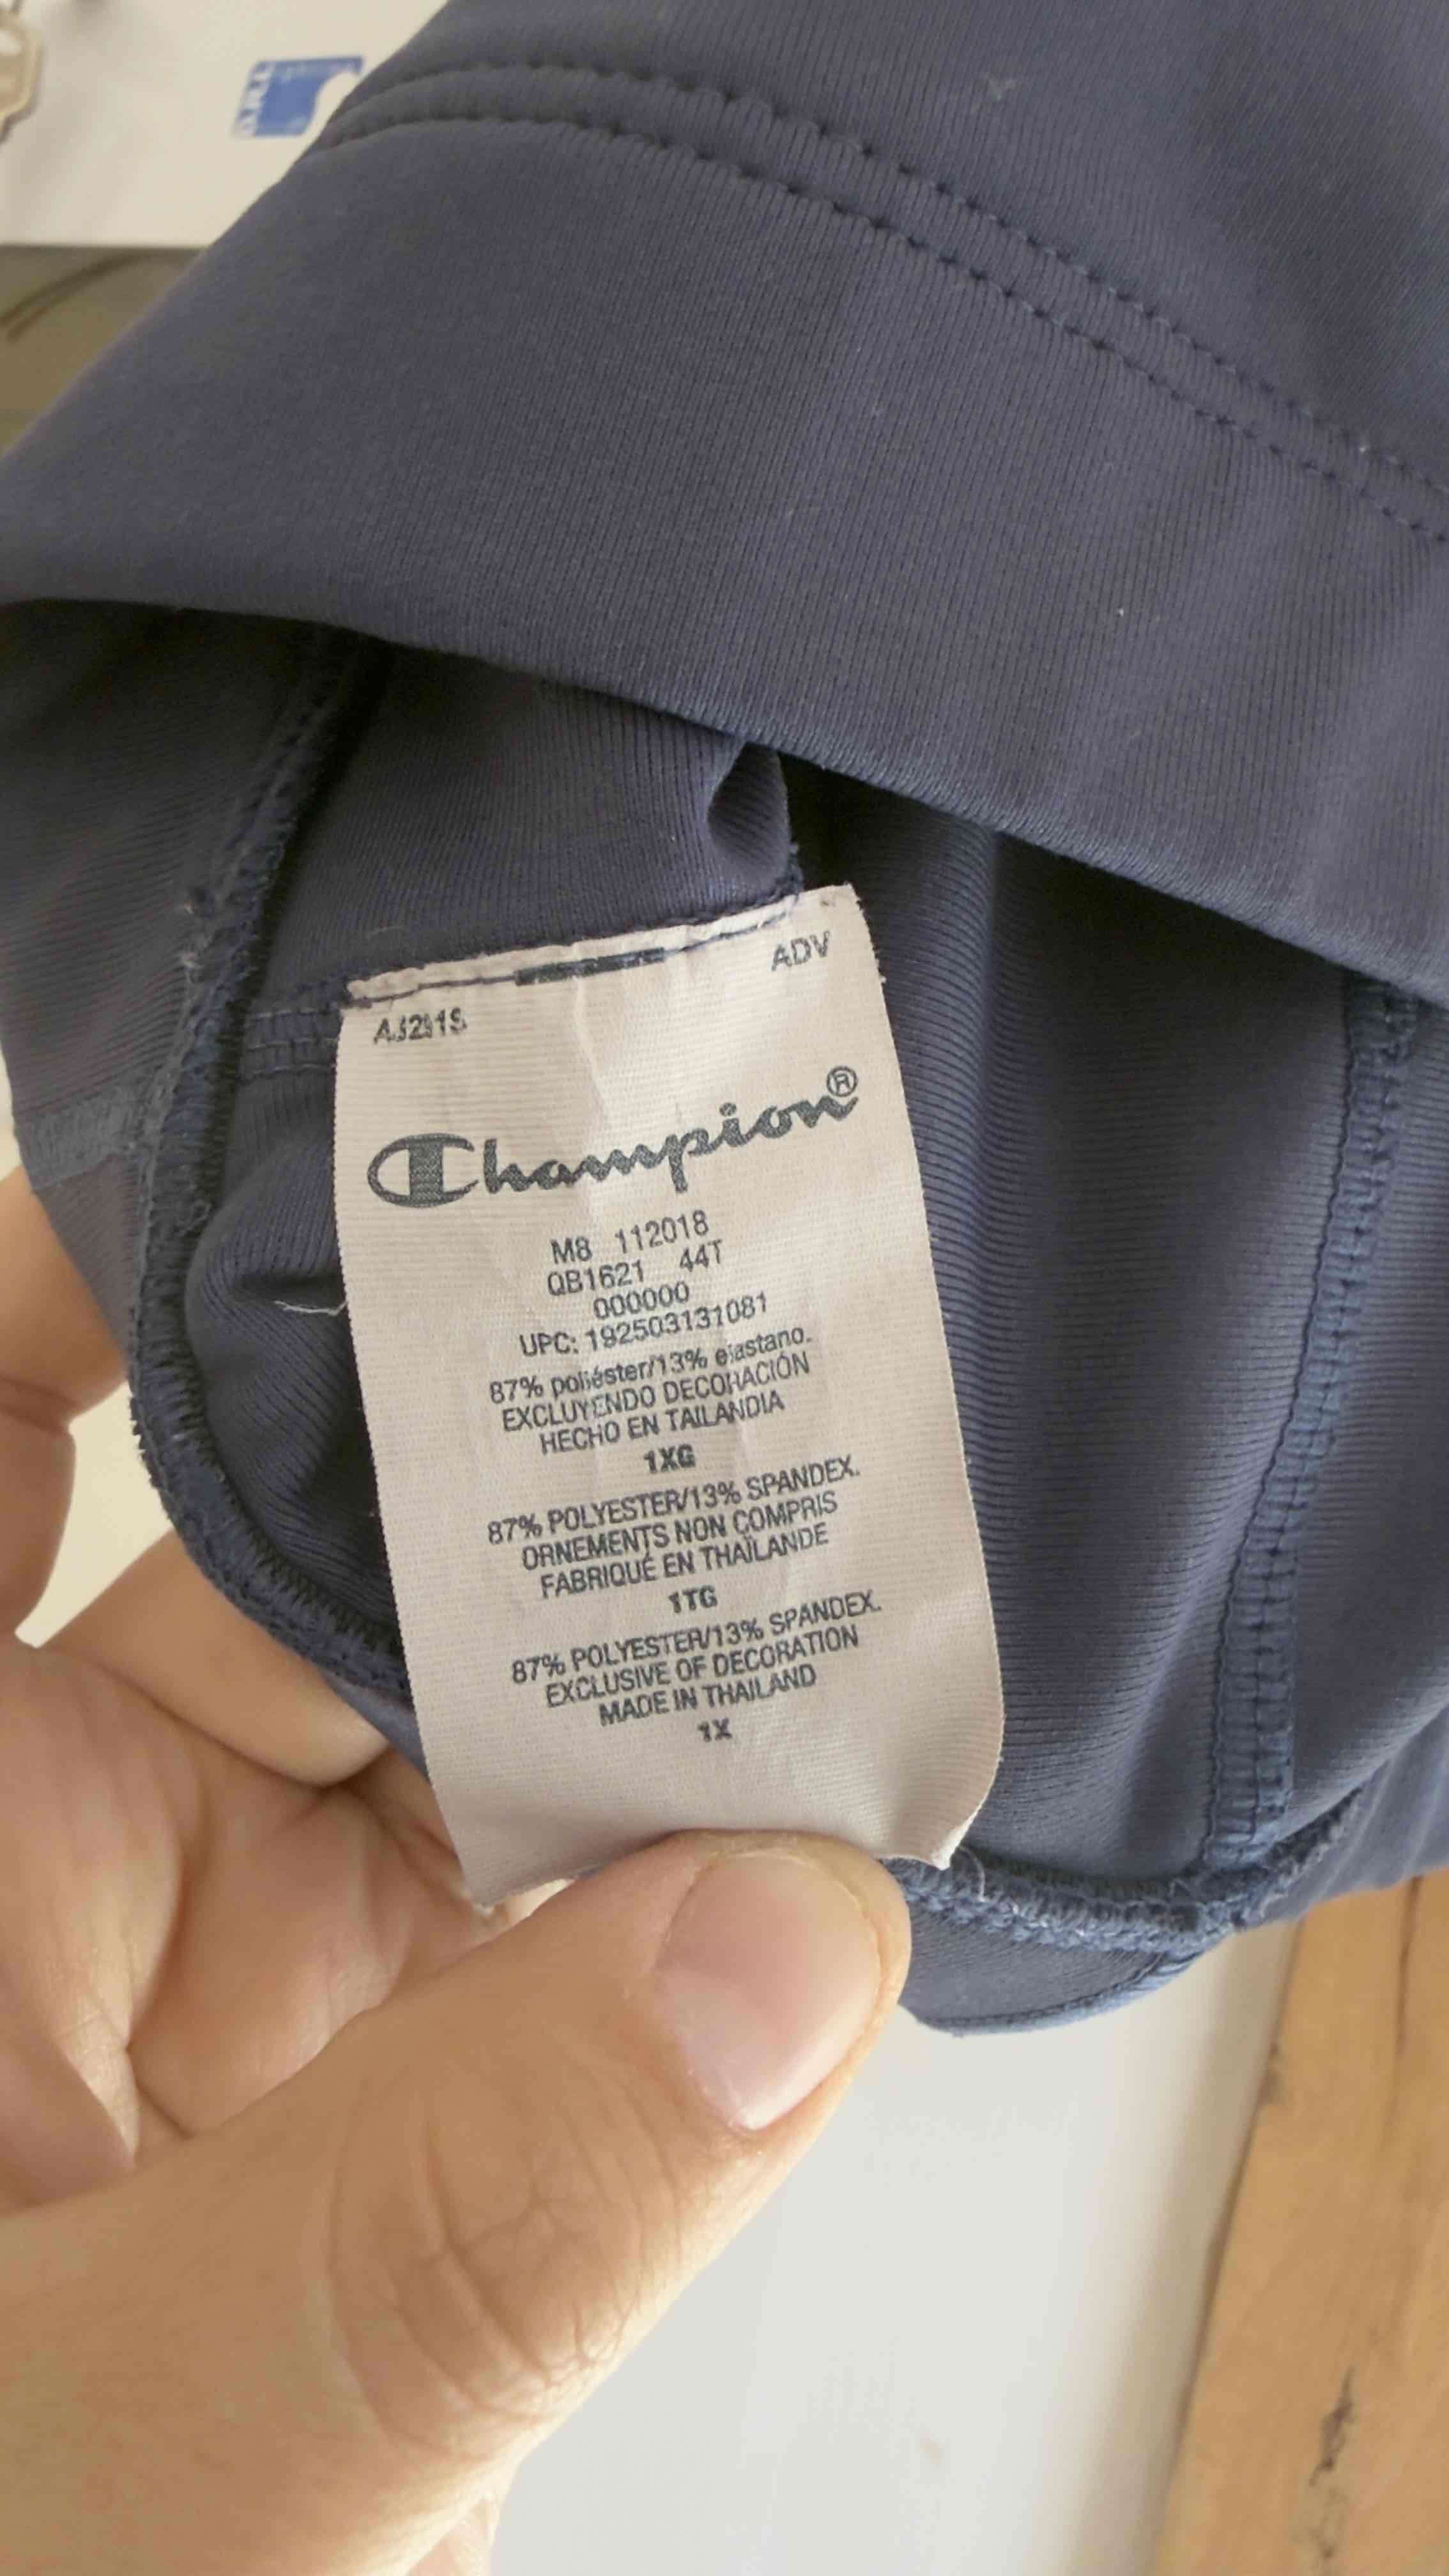 ADV
Champion®
M8 112018
QB1621 44T
000000
UPC: 192503131081
87% poliéster/13% elastano.
EXCLUYENDO DECORACIÓN
HECHO EN TAILANDIA
1XG
87% POLYESTER/13% SPANDEX.
ORNEMENTS NON COMPRIS
FABRIQUÉ EN THAÏLANDE
1TG
87% POLYESTER/13% SPANDEX.
EXCLUSIVE OF DECORATION
MADE IN THAILAND
1X